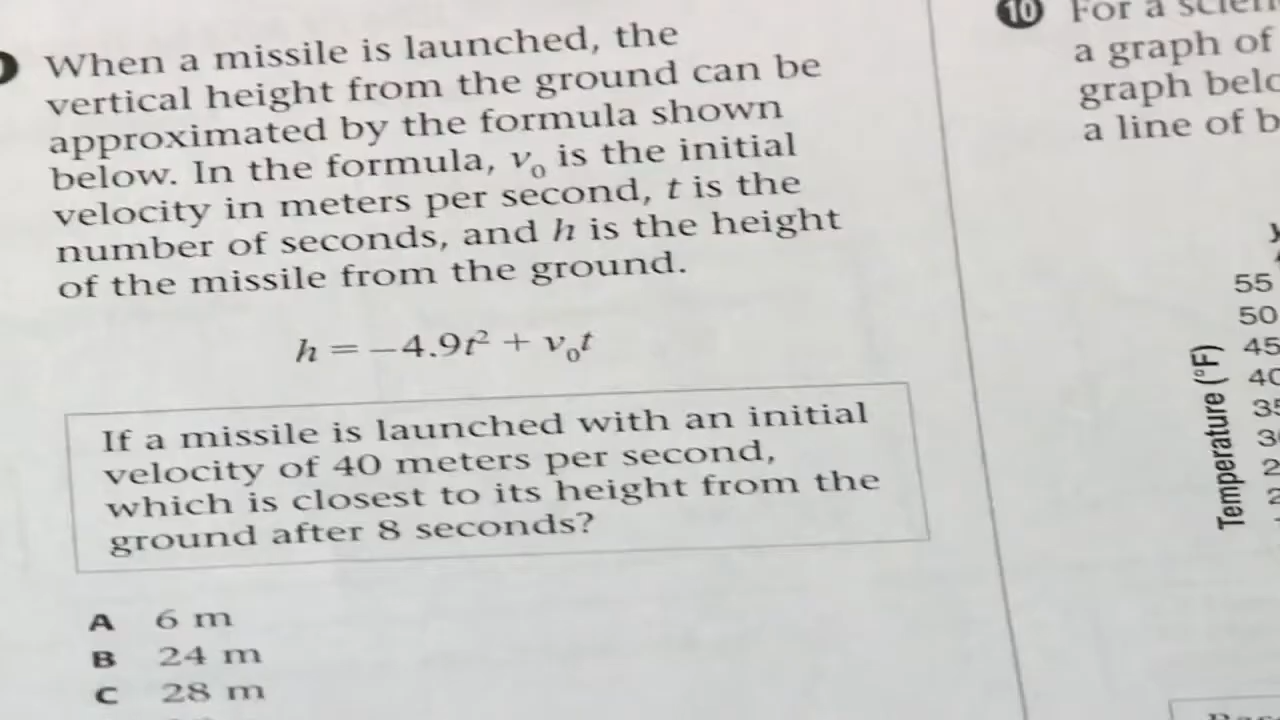 When a missile is launched, the
vertical height from the ground can be
approximated by the formula shown
below. In the formula, v₀ is the initial
velocity in meters per second, t is the
number of seconds, and h is the height
of the missile from the ground.
h = −4.9t² + v₀t
If a missile is launched with an initial
velocity of 40 meters per second,
which is closest to its height from the
ground after 8 seconds?
A 6 m
B 24 m
C 28 m
10 For a
a graph of
graph
a line of
y
55
50
45
Temperature (°F)